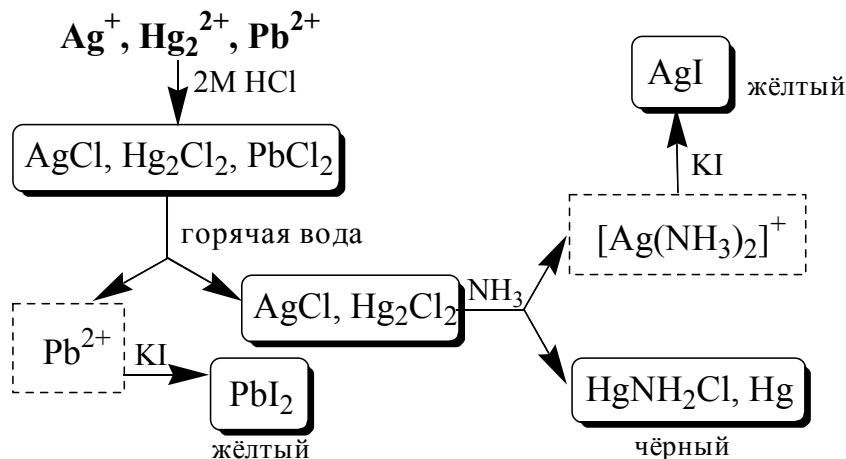 Ag⁺, Hg₂²⁺, Pb²⁺
2M HCl
AgCl, Hg₂Cl₂, PbCl₂
горячая вода
Pb²⁺
KI
PbI₂
жёлтый
AgCl, Hg₂Cl₂
NH₃
[Ag(NH₃)₂]⁺
KI
AgI
жёлтый
HgNH₂Cl, Hg
чёрный